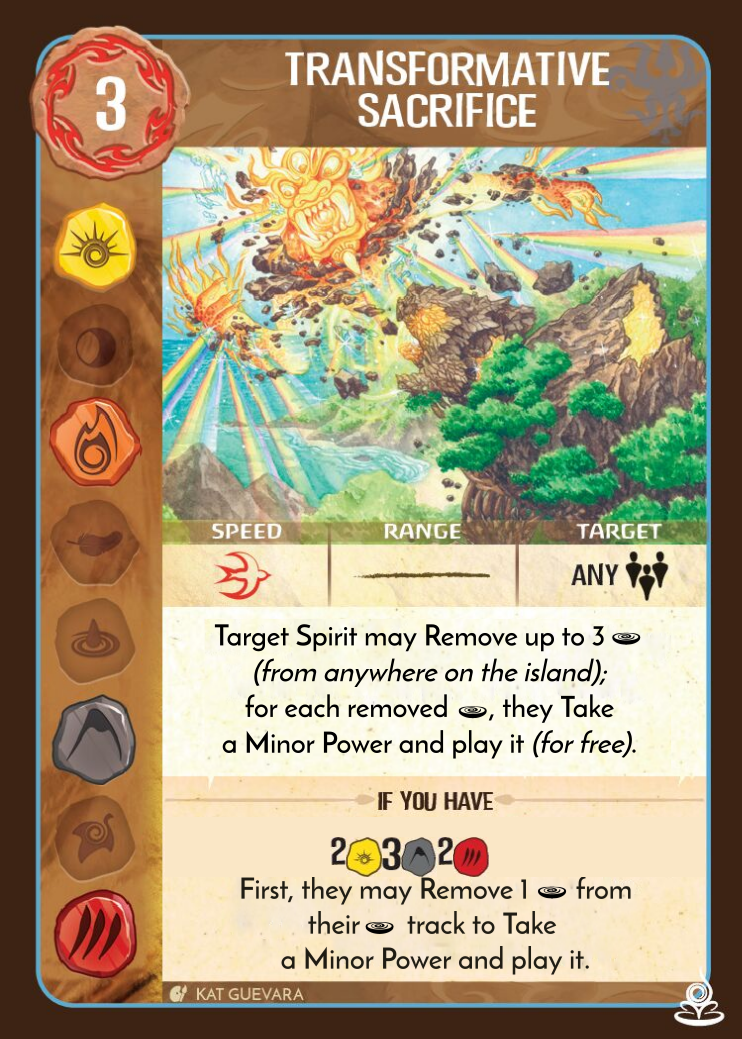 3
TRANSFORMATIVE
SACRIFICE
SPEED RANGE TARGET
ANY
Target Spirit may Remove up to 3
(from anywhere on the island);
for each removed , they Take
a Minor Power and play it (for free).
IF YOU HAVE
2 3 2
First, they may Remove 1 from
their track to Take
a Minor Power and play it.
KAT GUEVARA